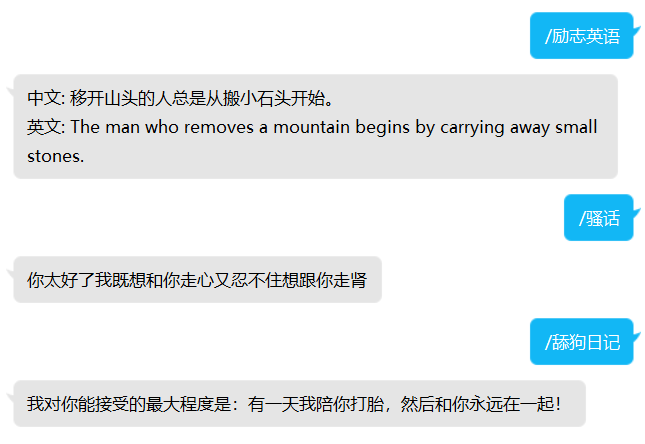 /励志英语
中文: 移开山头的人总是从搬小石头开始。
英文: The man who removes a mountain begins by carrying away small
stones.
/骚话
你太好了我既想和你走心又忍不住想跟你走肾
/舔狗日记
我对你能接受的最大程度是：有一天我陪你打胎，然后和你永远在一起！